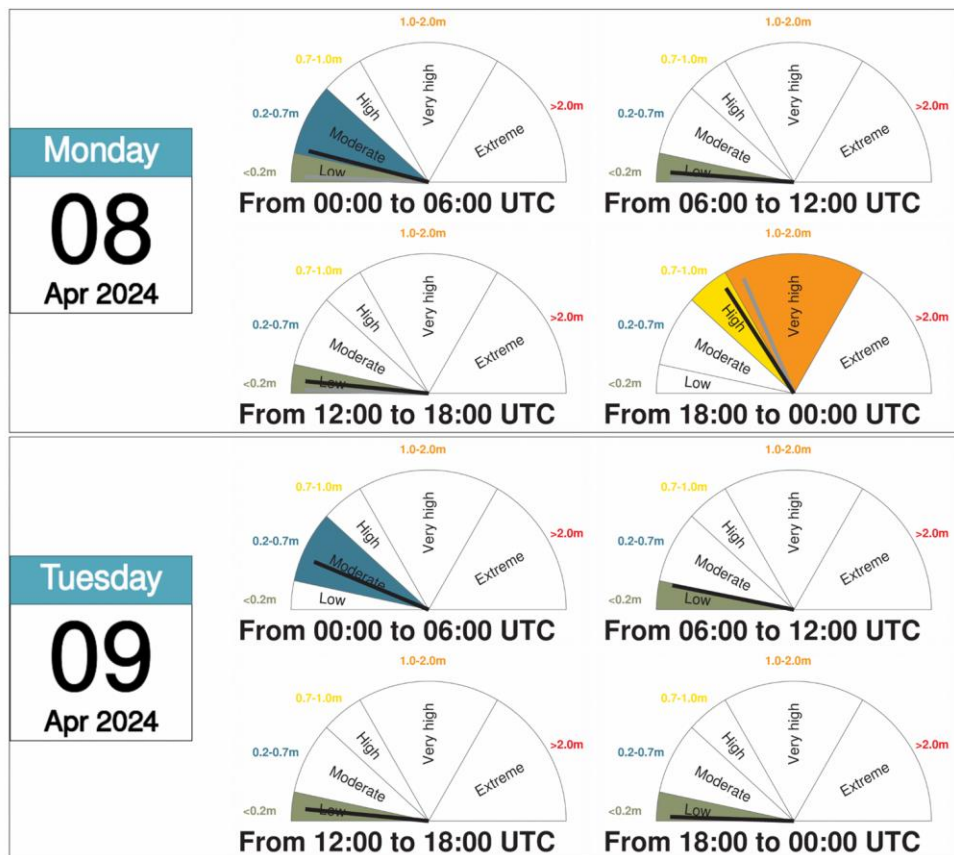 Monday
08
Apr 2024
1.0-2.0m
0.7-1.0m
0.2-0.7m
<0.2m
>2.0m
Low
Moderate
High
Very high
Extreme
From 00:00 to 06:00 UTC
1.0-2.0m
0.7-1.0m
0.2-0.7m
<0.2m
>2.0m
Low
Moderate
High
Very high
Extreme
From 06:00 to 12:00 UTC
1.0-2.0m
0.7-1.0m
0.2-0.7m
<0.2m
>2.0m
Low
Moderate
High
Very high
Extreme
From 12:00 to 18:00 UTC
1.0-2.0m
0.7-1.0m
0.2-0.7m
<0.2m
>2.0m
Low
Moderate
High
Very high
Extreme
From 18:00 to 00:00 UTC
Tuesday
09
Apr 2024
1.0-2.0m
0.7-1.0m
0.2-0.7m
<0.2m
>2.0m
Low
Moderate
High
Very high
Extreme
From 00:00 to 06:00 UTC
1.0-2.0m
0.7-1.0m
0.2-0.7m
<0.2m
>2.0m
Low
Moderate
High
Very high
Extreme
From 06:00 to 12:00 UTC
1.0-2.0m
0.7-1.0m
0.2-0.7m
<0.2m
>2.0m
Low
Moderate
High
Very high
Extreme
From 12:00 to 18:00 UTC
1.0-2.0m
0.7-1.0m
0.2-0.7m
<0.2m
>2.0m
Low
Moderate
High
Very high
Extreme
From 18:00 to 00:00 UTC